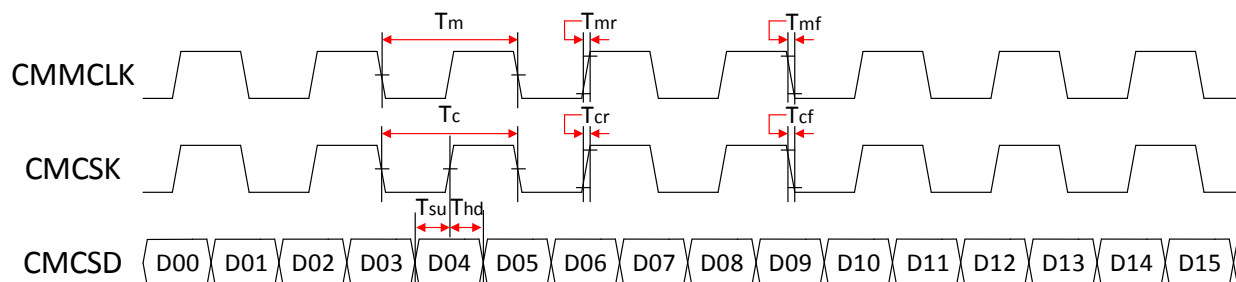 Tm Tmr Tmf
CMMCLK
Tc Tcr Tcf
CMCSK
Tsu Thd
CMCSD D00 D01 D02 D03 D04 D05 D06 D07 D08 D09 D10 D11 D12 D13 D14 D15